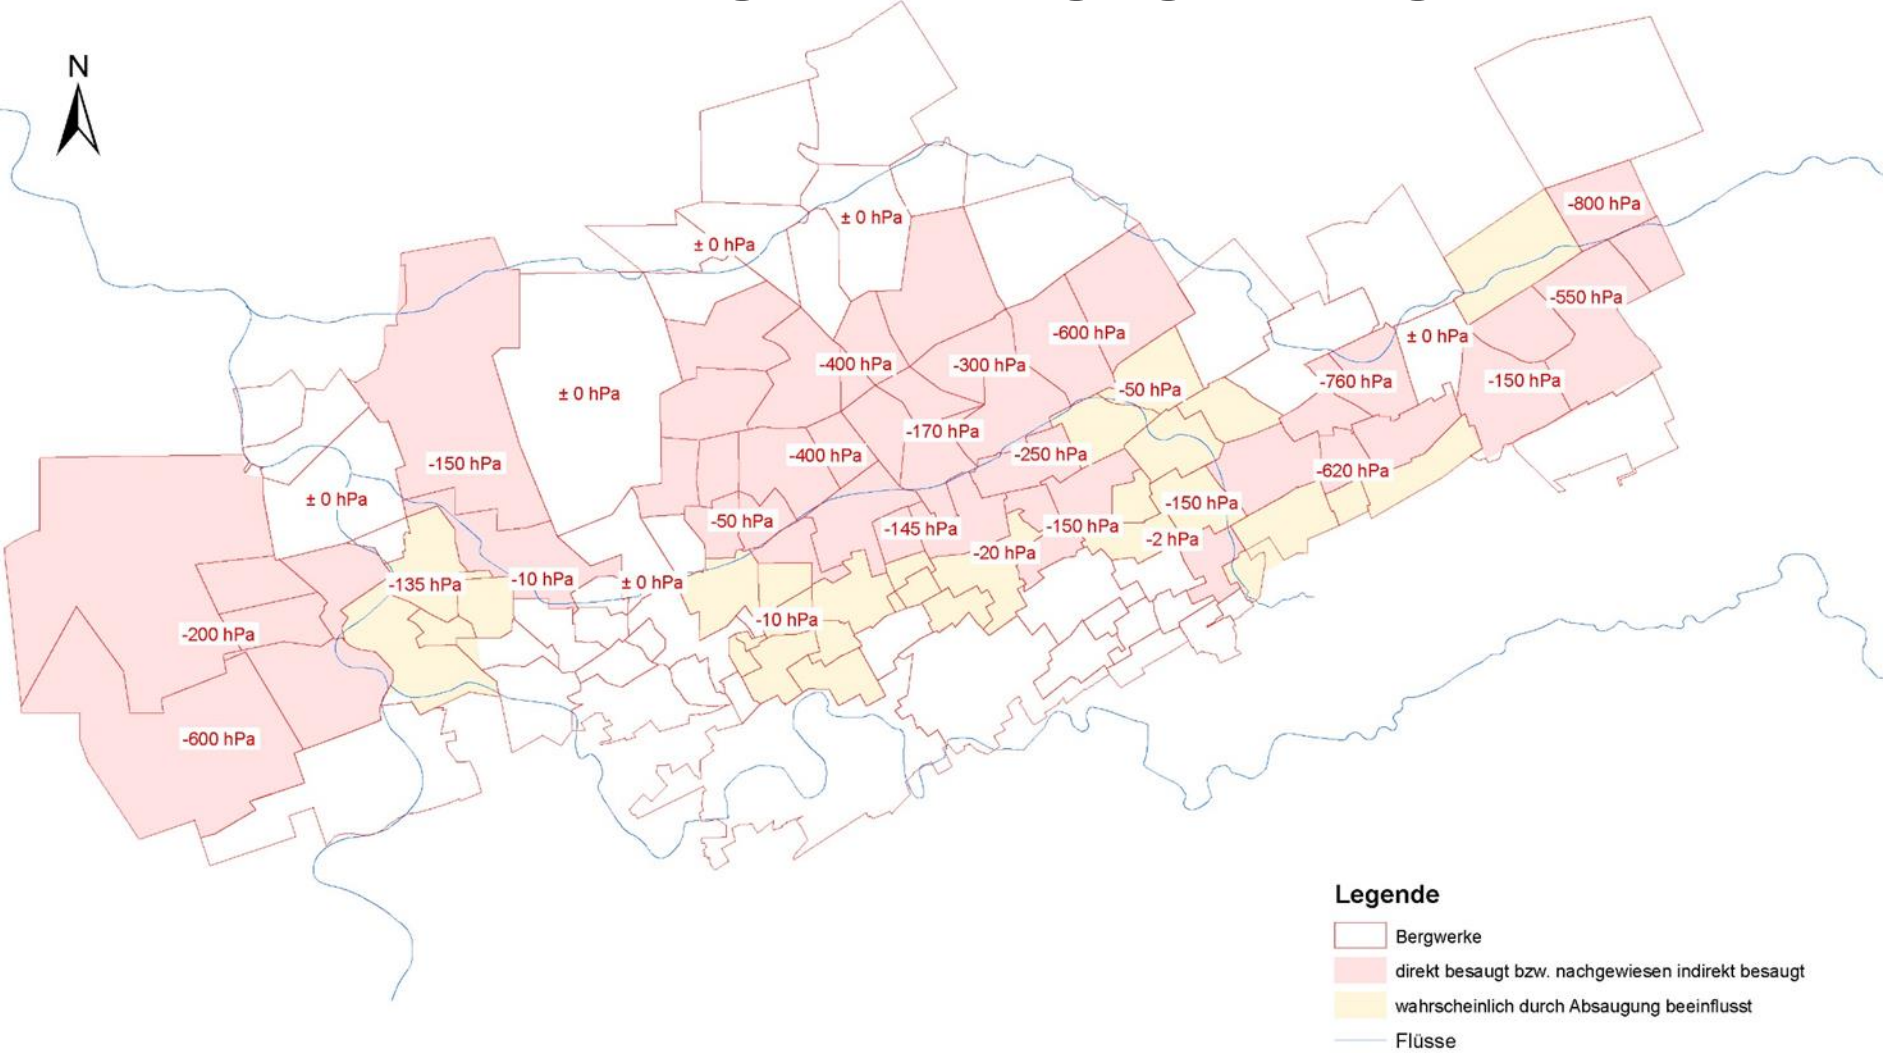 N
-800 hPa
± 0 hPa
± 0 hPa
-550 hPa
-600 hPa
± 0 hPa
-400 hPa
-300 hPa
-760 hPa
-150 hPa
-50 hPa
± 0 hPa
-170 hPa
-400 hPa
-250 hPa
-150 hPa
-620 hPa
± 0 hPa
-150 hPa
-50 hPa
-145 hPa
-150 hPa
-2 hPa
-20 hPa
-135 hPa
-10 hPa
± 0 hPa
-10 hPa
-200 hPa
-600 hPa
Legende
Bergwerke
direkt besaugt bzw. nachgewiesen indirekt besaugt
wahrscheinlich durch Absaugung beeinflusst
Flüsse